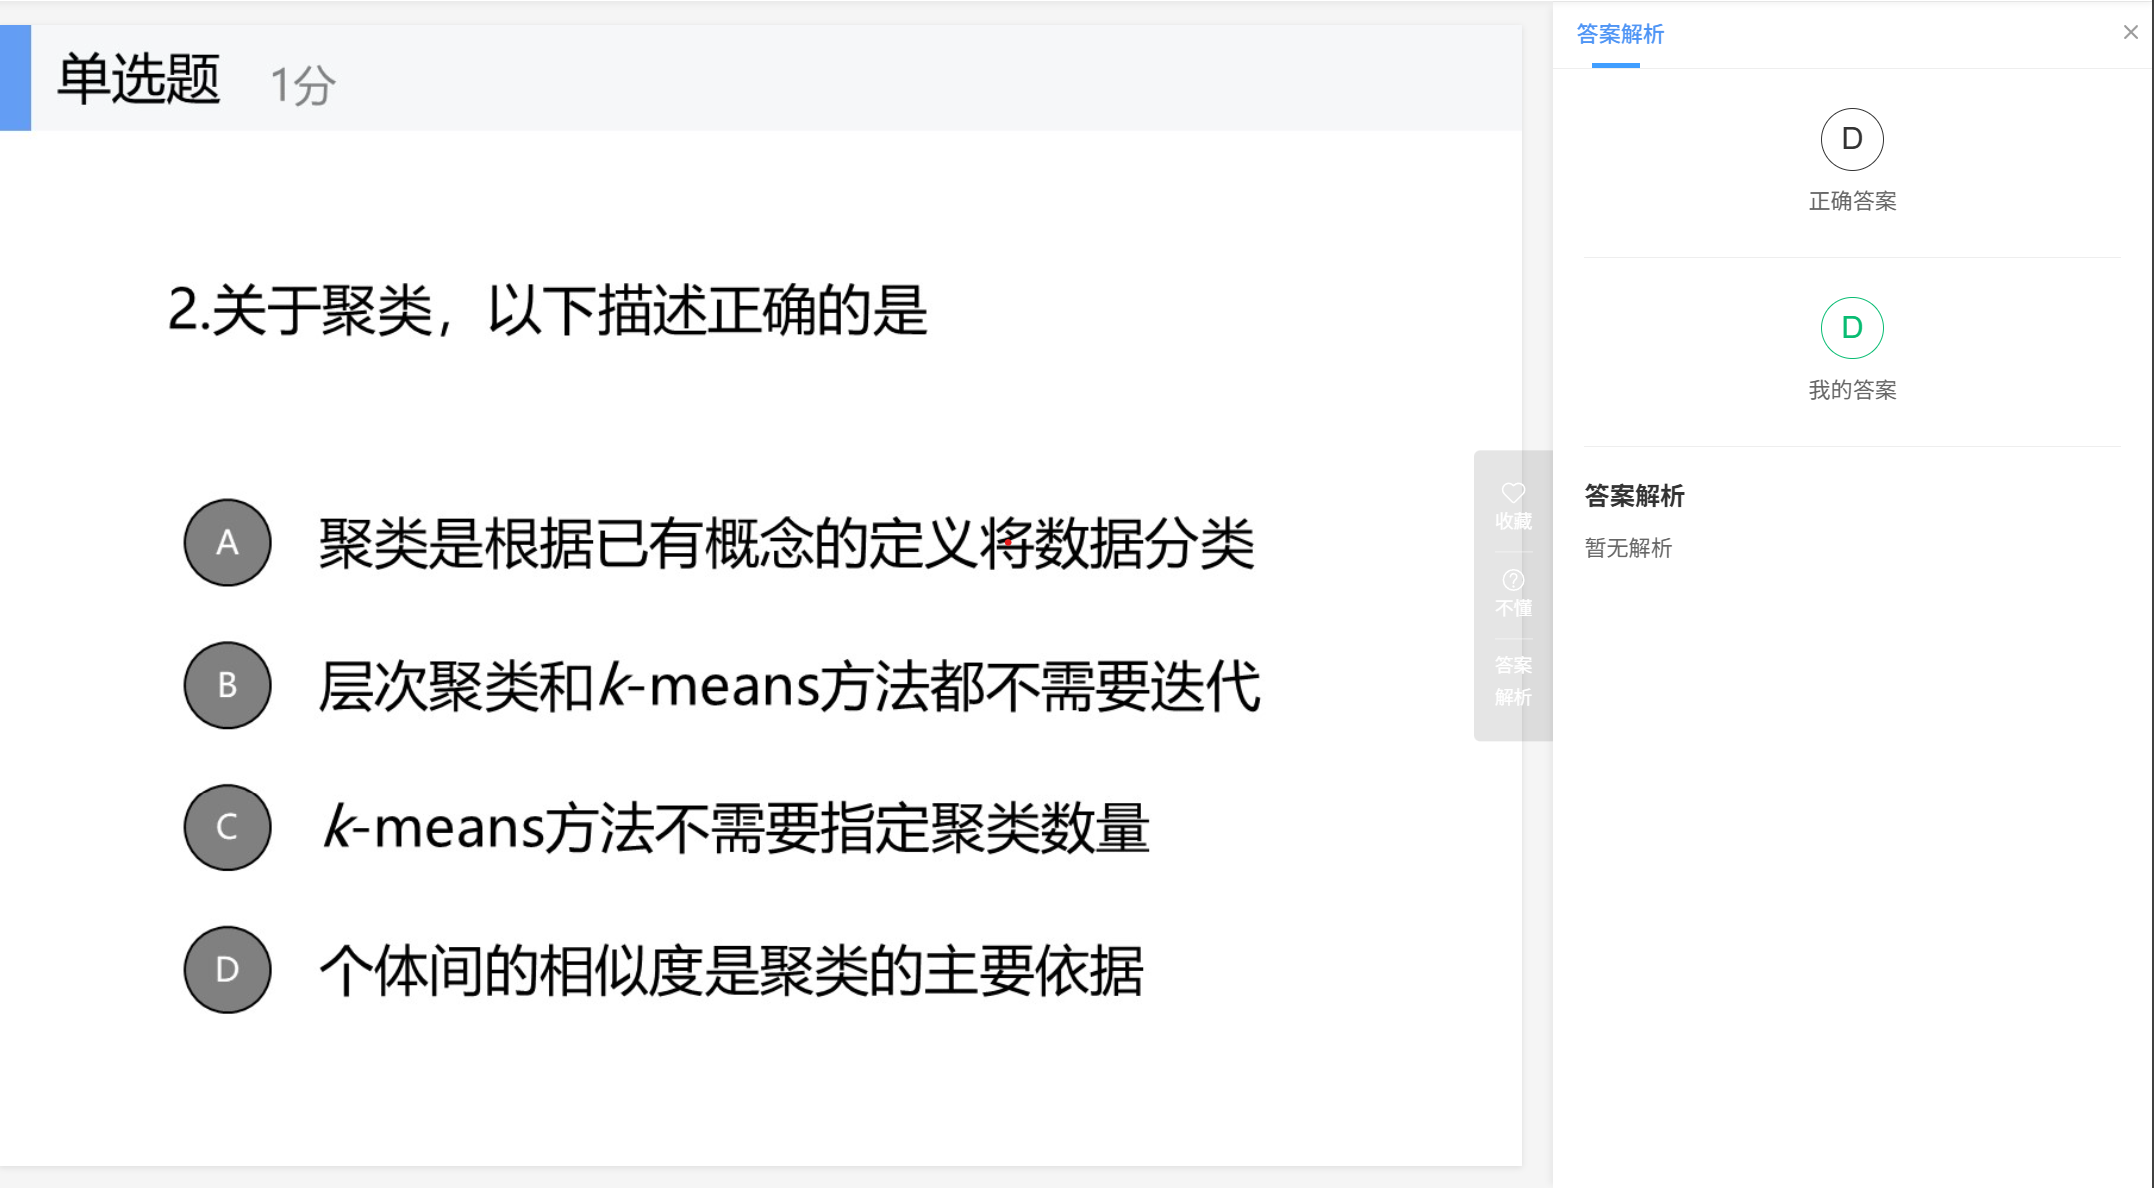 单选题 1分
2.关于聚类，以下描述正确的是
A 聚类是根据已有概念的定义将数据分类
B 层次聚类和k-means方法都不需要迭代
C k-means方法不需要指定聚类数量
D 个体间的相似度是聚类的主要依据
收藏
不懂
答案
解析
答案解析
D
正确答案
D
我的答案
答案解析
暂无解析